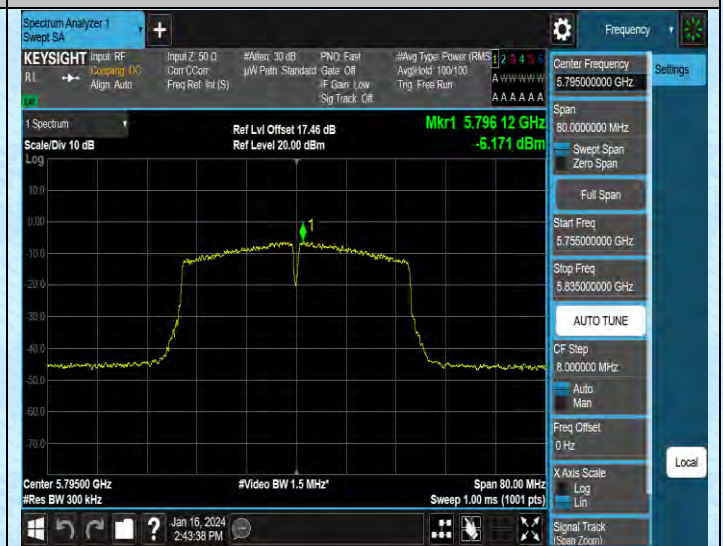 Spectrum Analyzer 1
Swept SA
+
Frequency
KEYSIGHT
RL
Input: RF
Coupling: DC
Align: Auto
Input Z: 50 Ω
Corr CCorr
Freq Ref: Int (S)
#Atten: 30 dB
µW Path: Standard
PNO: Fast
Gate: Off
IF Gain: Low
Sig Track: Off
#Avg Type: Power (RMS
Avg|Hold: 100/100
Trig: Free Run
1 2 3 4 5 6
A W W W W W
A A A A A A
1 Spectrum
Scale/Div 10 dB
Ref Lvl Offset 17.46 dB
Ref Level 20.00 dBm
Mkr1 5.796 12 GHz
-6.171 dBm
Log
10.0
0.00
-10.0
-20.0
-30.0
-40.0
-50.0
-60.0
-70.0
1
Center 5.79500 GHz
#Res BW 300 kHz
#Video BW 1.5 MHz*
Span 80.00 MHz
Sweep 1.00 ms (1001 pts)
Center Frequency
5.795000000 GHz
Span
80.0000000 MHz
Swept Span
Zero Span
Full Span
Start Freq
5.755000000 GHz
Stop Freq
5.835000000 GHz
AUTO TUNE
CF Step
8.000000 MHz
Auto
Man
Freq Offset
0 Hz
X Axis Scale
Log
Lin
Signal Track
(Span Zoom)
Settings
Local
?
Jan 16, 2024
2:43:38 PM